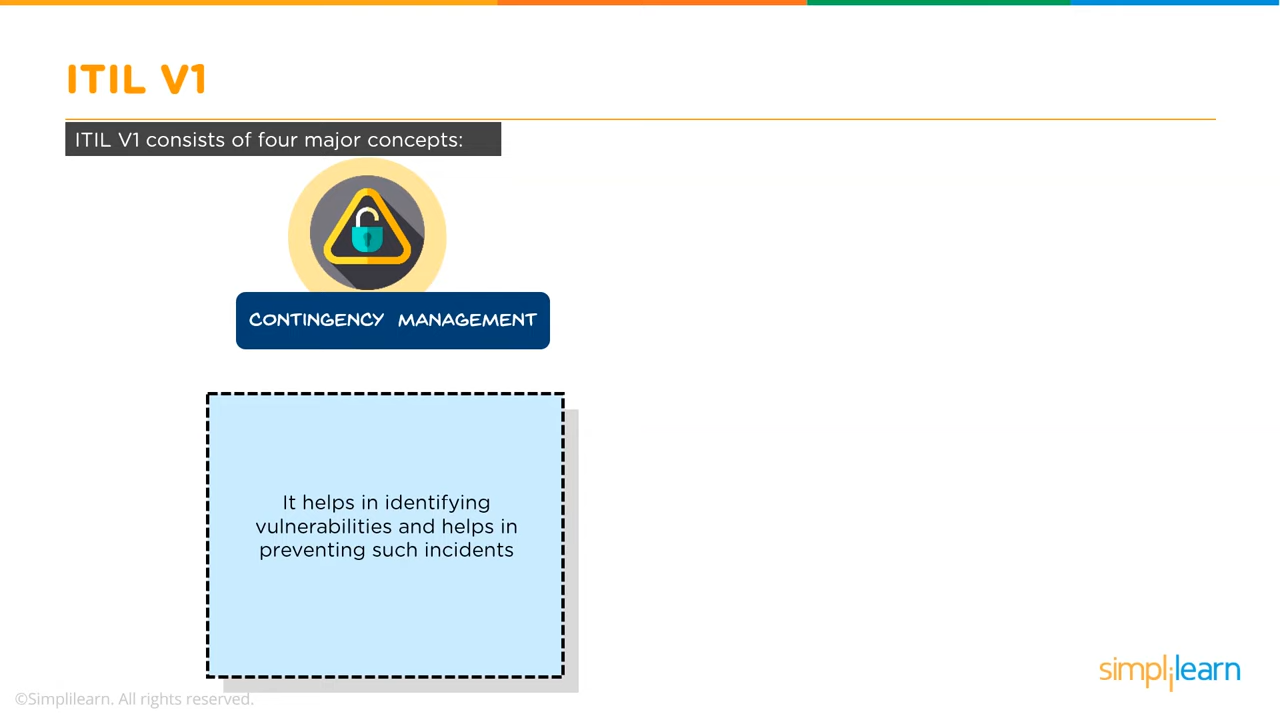 ITIL V1
ITIL V1 consists of four major concepts:
CONTINGENCY MANAGEMENT
It helps in identifying
vulnerabilities and helps in
preventing such incidents
simplilearn
©Simplilearn. All rights reserved.